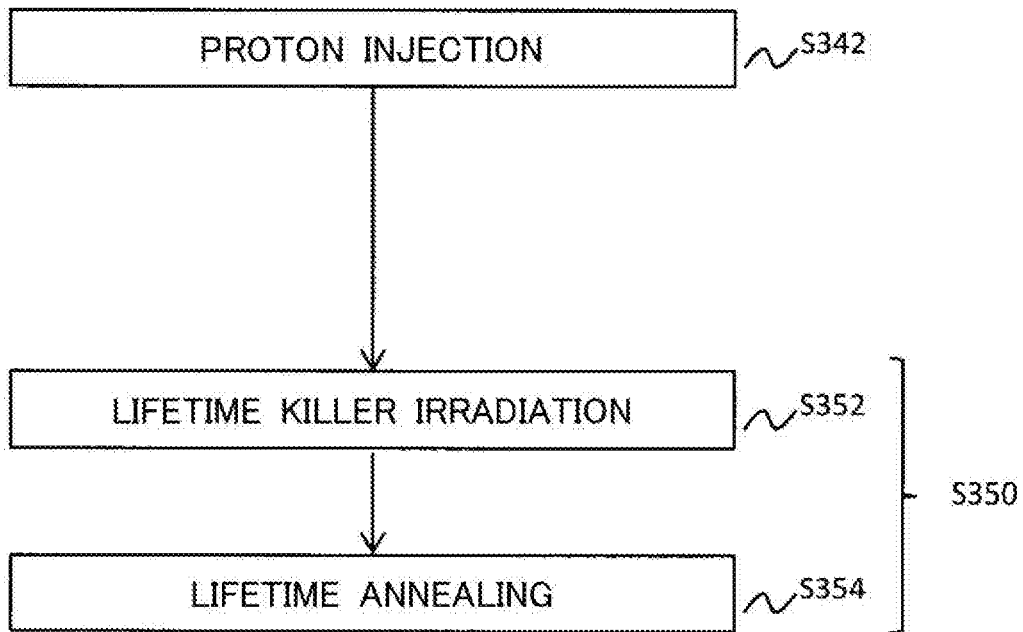 PROTON INJECTION S342
LIFETIME KILLER IRRADIATION S352
S350
LIFETIME ANNEALING S354